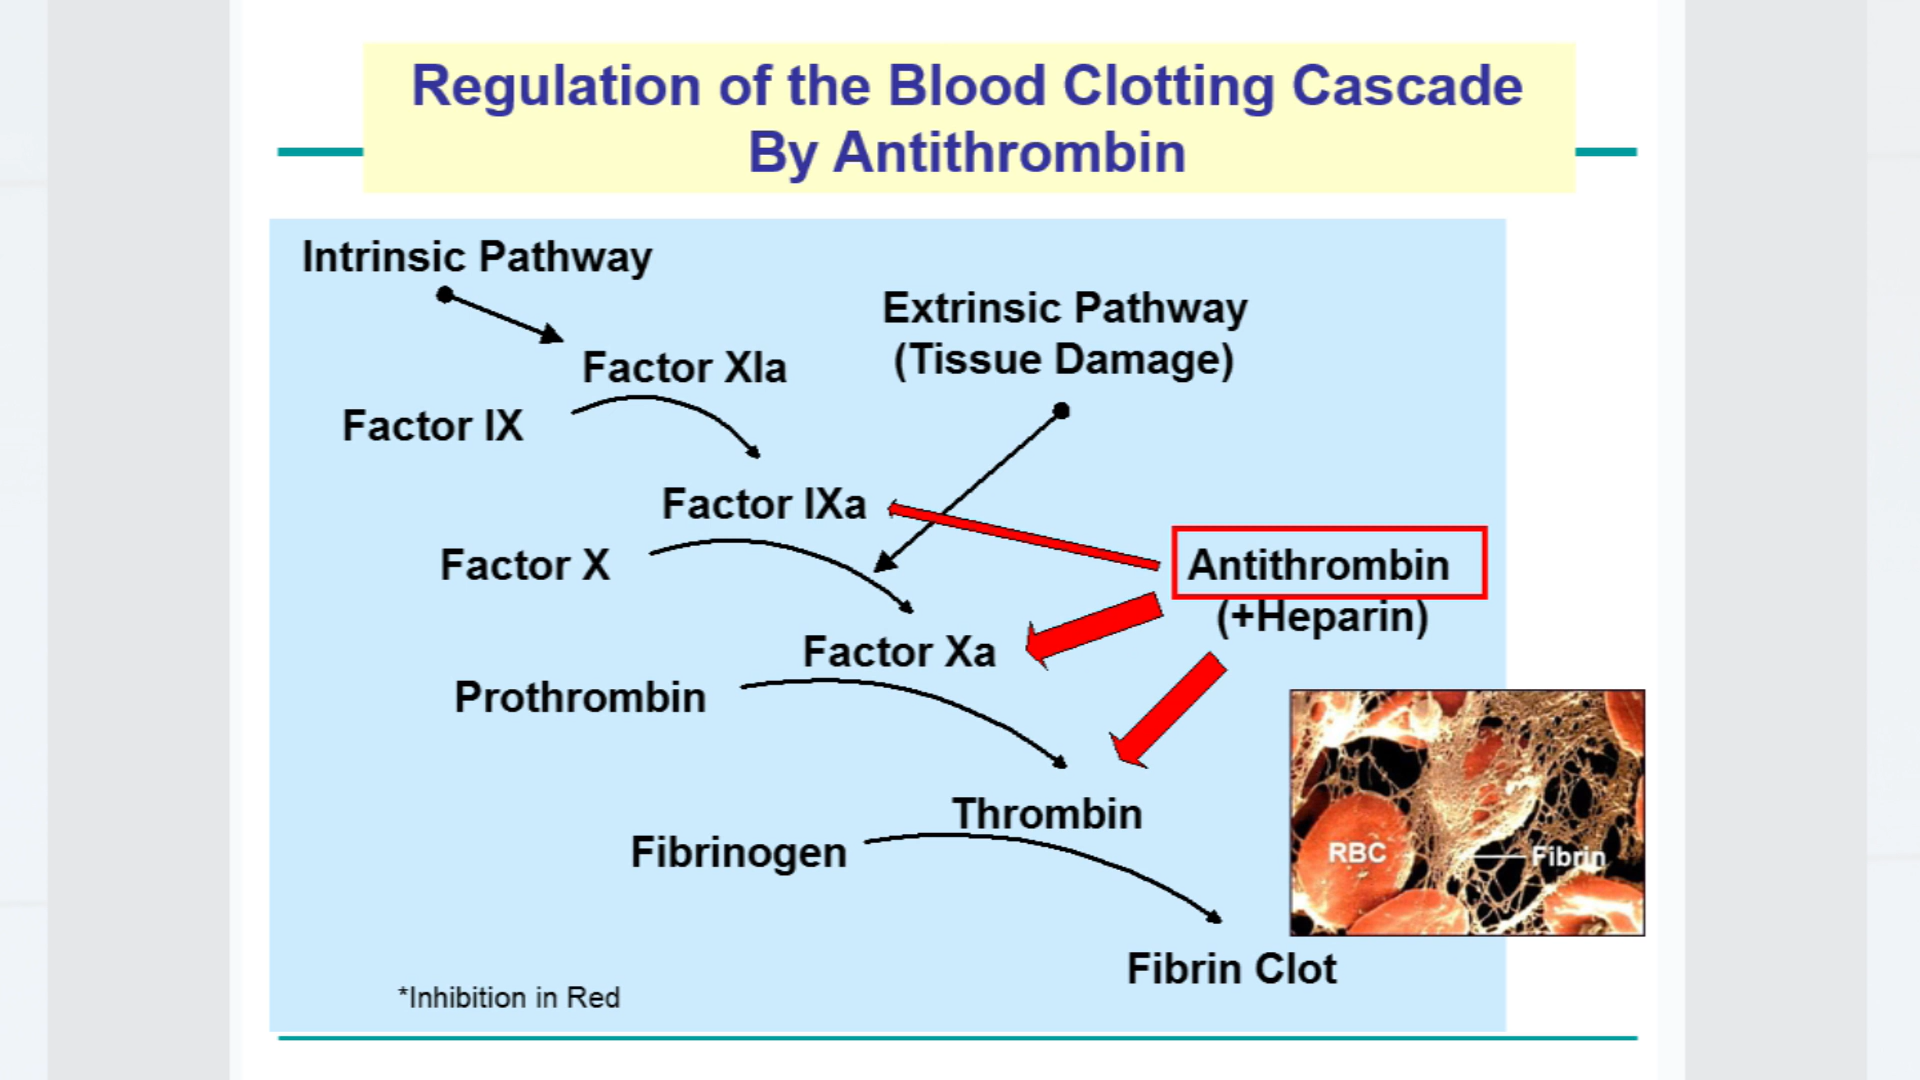 Regulation of the Blood Clotting Cascade
By Antithrombin
Intrinsic Pathway
Extrinsic Pathway
(Tissue Damage)
Factor XIa
Factor IX
Factor IXa
Factor X
Antithrombin
(+Heparin)
Factor Xa
Prothrombin
Thrombin
Fibrinogen
RBC
Fibrin
Fibrin Clot
*Inhibition in Red